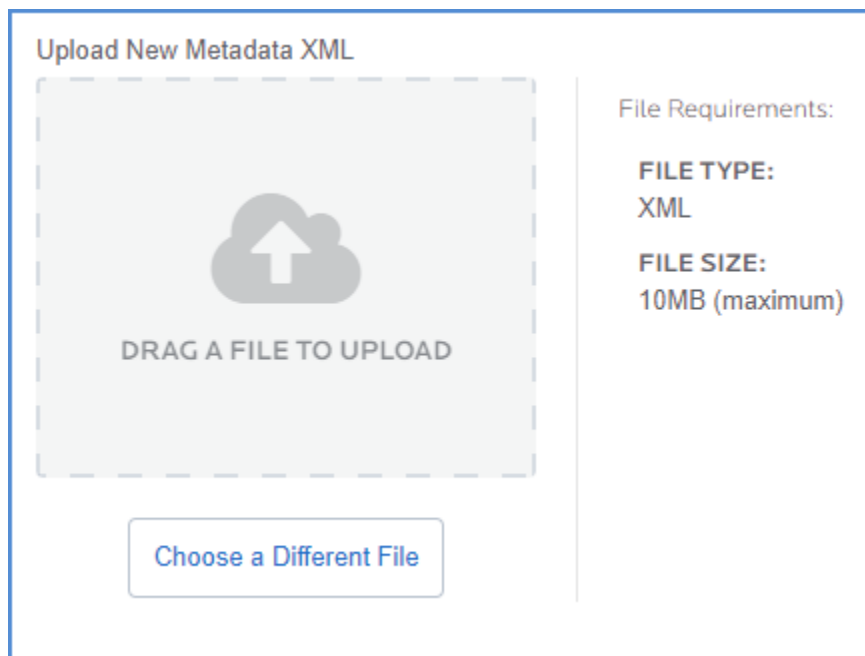 Upload New Metadata XML
DRAG A FILE TO UPLOAD
Choose a Different File
File Requirements:
FILE TYPE:
XML
FILE SIZE:
10MB (maximum)